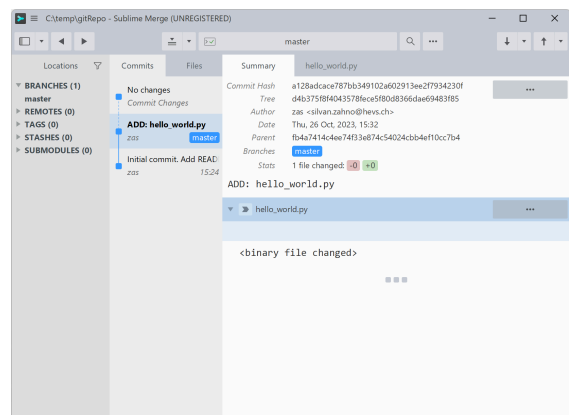 C:\temp\gitRepo - Sublime Merge (UNREGISTERED)
master
Locations
Commits
Files
Summary
hello_world.py
BRANCHES (1)
master
REMOTES (0)
TAGS (0)
STASHES (0)
SUBMODULES (0)
No changes
Commit Changes
ADD: hello_world.py
zas master
Initial commit. Add READ
zas 15:24
Commit Hash a128adcace787bb349102a602913ee2f7934230f
Tree d4b375f8f4043578fece5f80d8366dae69483f85
Author zas <silvan.zahno@hevs.ch>
Date Thu, 26 Oct, 2023, 15:32
Parent fb4a7414c4ee74f33e874c54024cbb4ef10cc7b4
Branches master
Stats 1 file changed: -0 +0
ADD: hello_world.py
hello_world.py
<binary file changed>